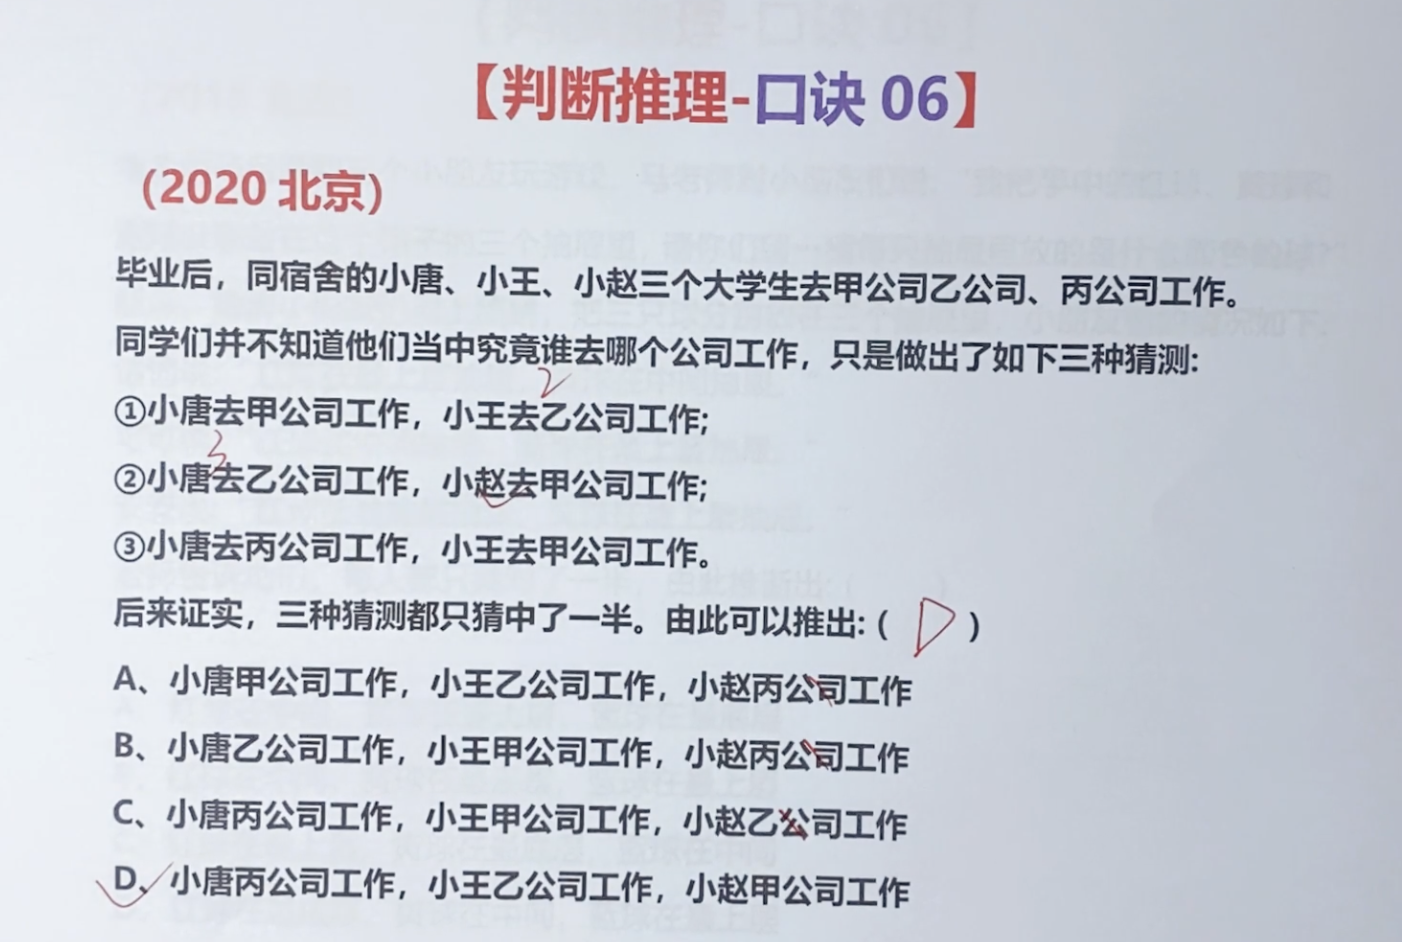 【判断推理-口诀 06】
(2020 北京)
毕业后，同宿舍的小唐、小王、小赵三个大学生去甲公司乙公司、丙公司工作。
同学们并不知道他们当中究竟谁去哪个公司工作，只是做出了如下三种猜测:
2
①小唐去甲公司工作，小王去乙公司工作;
3
②小唐去乙公司工作，小赵去甲公司工作;
③小唐去丙公司工作，小王去甲公司工作。
后来证实，三种猜测都只猜中了一半。由此可以推出:( D )
A、小唐甲公司工作，小王乙公司工作，小赵丙公司工作
B、小唐乙公司工作，小王甲公司工作，小赵丙公司工作
C、小唐丙公司工作，小王甲公司工作，小赵乙公司工作
D、小唐丙公司工作，小王乙公司工作，小赵甲公司工作